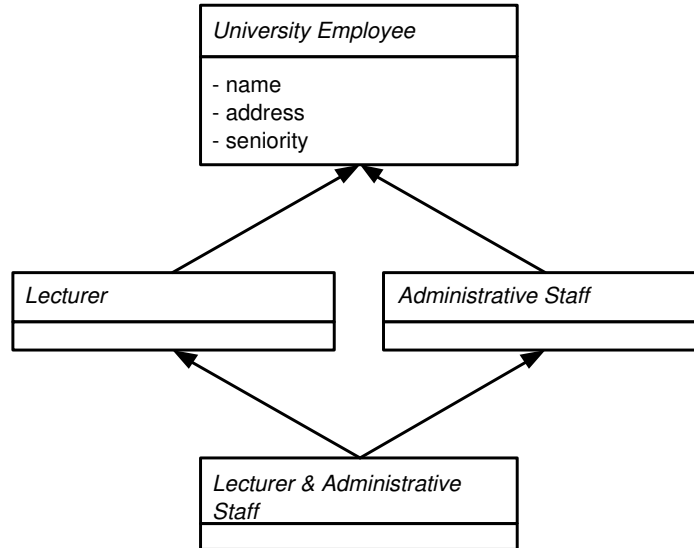 University Employee
- name
- address
- seniority
Lecturer
Administrative Staff
Lecturer & Administrative
Staff